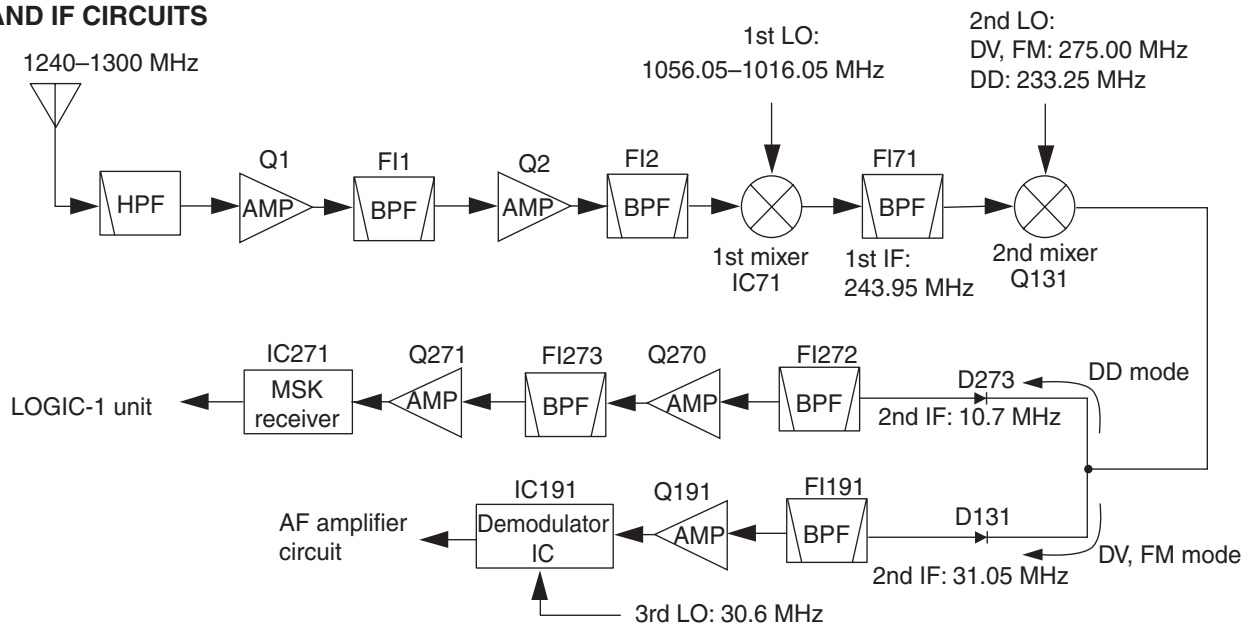 AND IF CIRCUITS
1240–1300 MHz
1st LO:
1056.05–1016.05 MHz
2nd LO:
DV, FM: 275.00 MHz
DD: 233.25 MHz
Q1
FI1
Q2
FI2
FI71
HPF
AMP
BPF
AMP
BPF
BPF
1st mixer
IC71
1st IF:
243.95 MHz
2nd mixer
Q131
IC271
Q271
FI273
Q270
FI272
D273
DD mode
LOGIC-1 unit
MSK
receiver
AMP
BPF
AMP
BPF
2nd IF: 10.7 MHz
IC191
Q191
FI191
D131
AF amplifier
circuit
Demodulator
IC
AMP
BPF
2nd IF: 31.05 MHz
DV, FM mode
3rd LO: 30.6 MHz